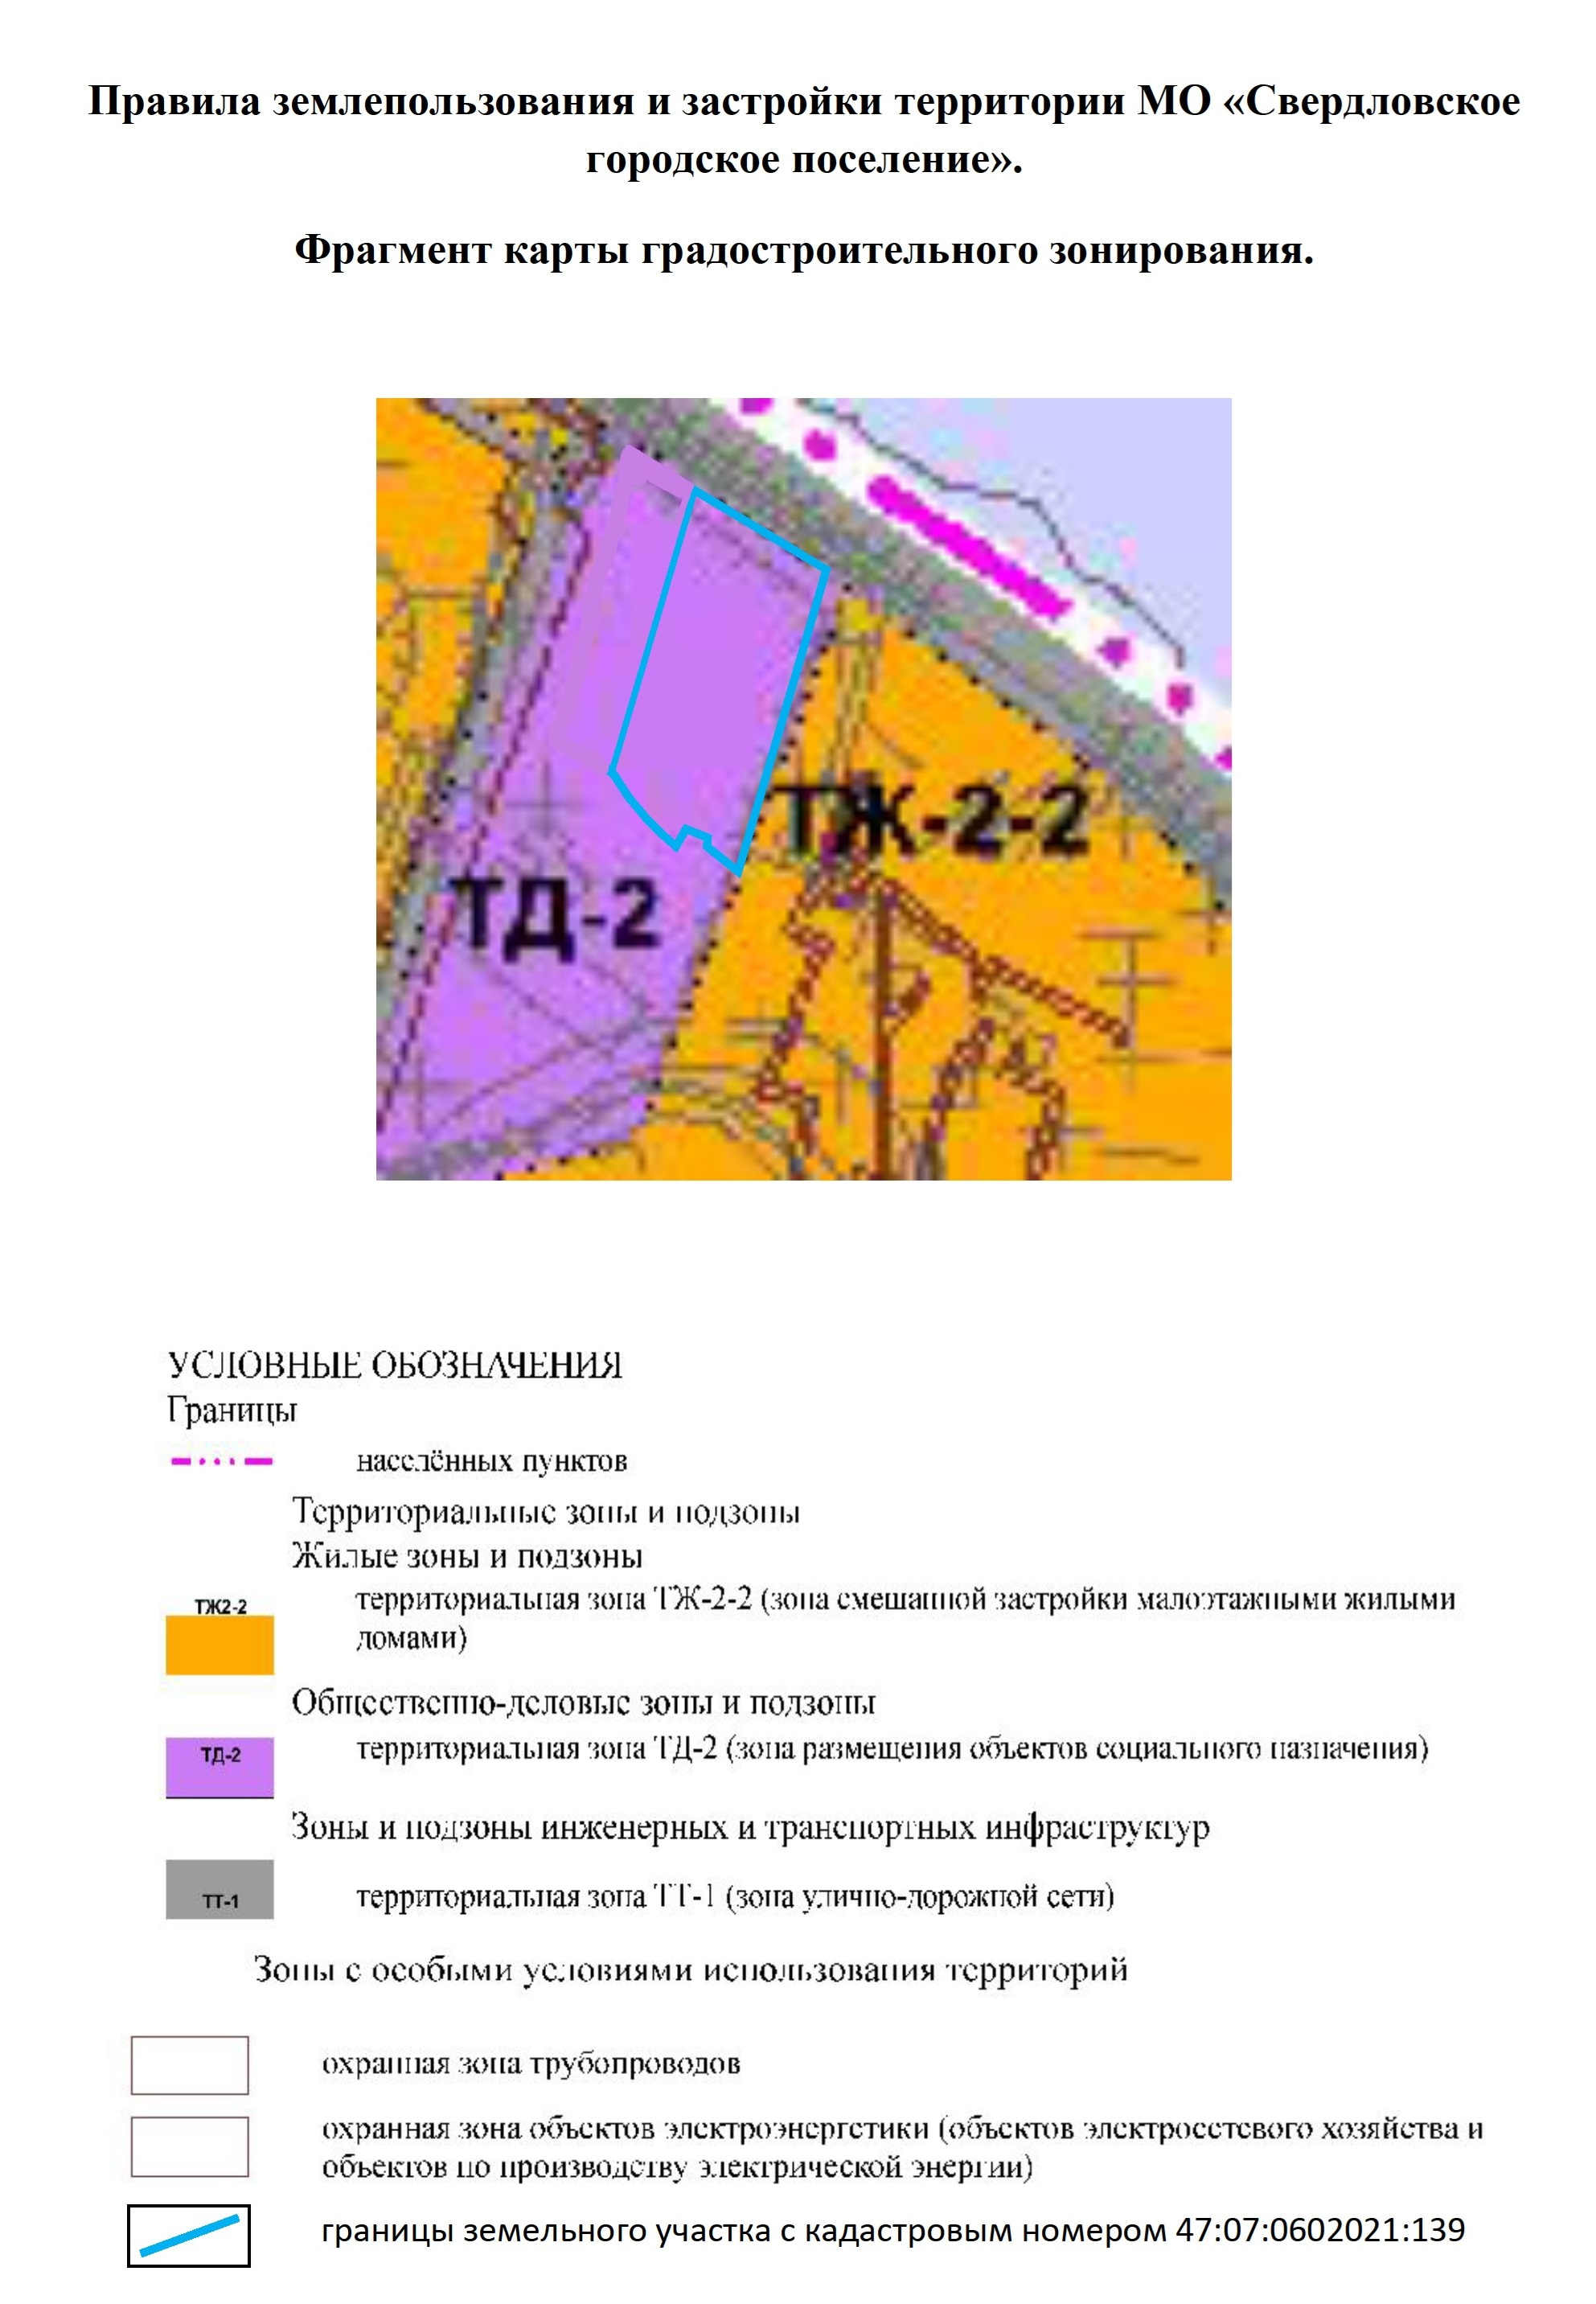 Правила землепользования и застройки территории МО «Свердловское
городское поселение».
Фрагмент карты градостроительного зонирования.
ТЖ-2-2
ТД-2
УСЛОВНЫЕ ОБОЗНАЧЕНИЯ
Границы
населённых пунктов
Территориальные зоны и подзоны
Жилые зоны и подзоны
ТЖ2-2
территориальная зона ТЖ-2-2 (зона смешанной застройки малоэтажными жилыми
домами)
Общественно-деловые зоны и подзоны
ТД-2
территориальная зона ТД-2 (зона размещения объектов социального назначения)
Зоны и подзоны инженерных и транспортных инфраструктур
ТТ-1
территориальная зона ТТ-1 (зона улично-дорожной сети)
Зоны с особыми условиями использования территорий
охранная зона трубопроводов
охранная зона объектов электроэнергетики (объектов электросетевого хозяйства и
объектов по производству электрической энергии)
границы земельного участка с кадастровым номером 47:07:0602021:139